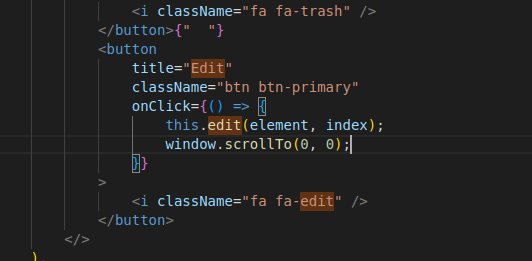 <i className="fa fa-trash" />
</button>{"  "}
<button
title="Edit"
className="btn btn-primary"
onClick={() => {
this.edit(element, index);
window.scrollTo(0, 0);
}}
>
<i className="fa fa-edit" />
</button>
</>
)